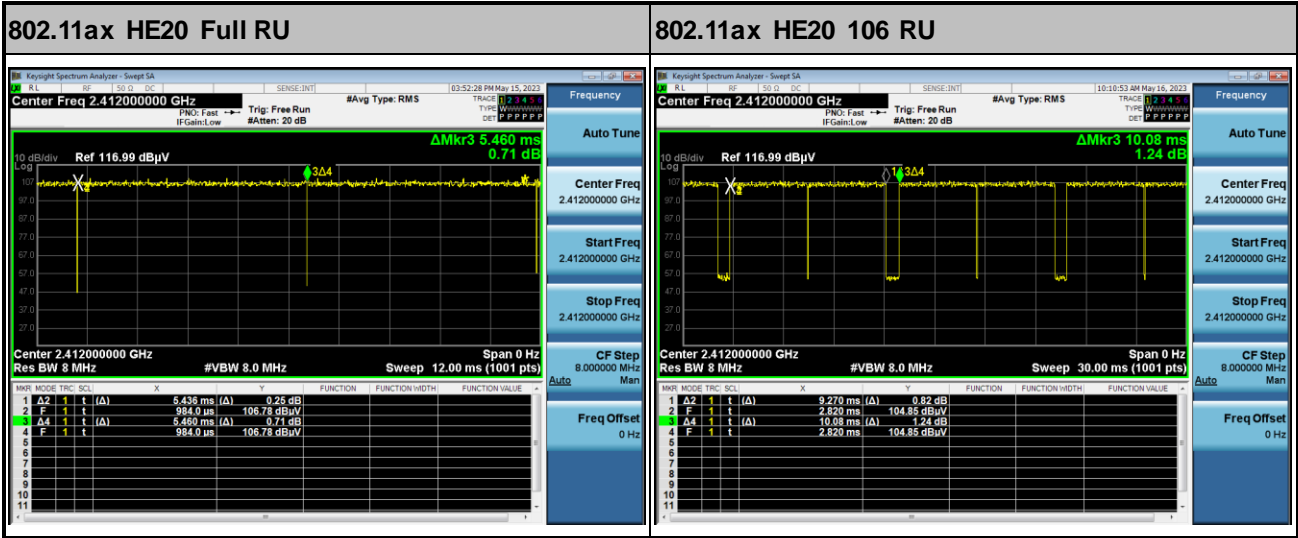 802.11ax HE20 Full RU
Keysight Spectrum Analyzer - Swept SA
RL RF 50 Ω DC SENSE:INT 03:52:28 PM May 15, 2023
Center Freq 2.412000000 GHz #Avg Type: RMS TRACE 1 2 3 4 5 6
PNO: Fast Trig: Free Run TYPE WWWWWW
IFGain:Low #Atten: 20 dB DET P P P P P P
ΔMkr3 5.460 ms
10 dB/div Ref 116.99 dBµV 0.71 dB
Log
3Δ4
107
97.0
87.0
77.0
67.0
57.0
47.0
37.0
27.0
Center 2.412000000 GHz Span 0 Hz
Res BW 8 MHz #VBW 8.0 MHz Sweep 12.00 ms (1001 pts)
MKR MODE TRC SCL X Y FUNCTION FUNCTION WIDTH FUNCTION VALUE
1 Δ2 1 t (Δ) 5.436 ms (Δ) 0.25 dB
2 F 1 t 984.0 µs 106.78 dBµV
3 Δ4 1 t (Δ) 5.460 ms (Δ) 0.71 dB
4 F 1 t 984.0 µs 106.78 dBµV
5
6
7
8
9
10
11
Frequency
Auto Tune
Center Freq
2.412000000 GHz
Start Freq
2.412000000 GHz
Stop Freq
2.412000000 GHz
CF Step
8.000000 MHz
Auto Man
Freq Offset
0 Hz
802.11ax HE20 106 RU
Keysight Spectrum Analyzer - Swept SA
RL RF 50 Ω DC SENSE:INT 10:10:53 AM May 16, 2023
Center Freq 2.412000000 GHz #Avg Type: RMS TRACE 1 2 3 4 5 6
PNO: Fast Trig: Free Run TYPE WWWWWW
IFGain:Low #Atten: 20 dB DET P P P P P P
ΔMkr3 10.08 ms
10 dB/div Ref 116.99 dBµV 1.24 dB
Log
3Δ4
107
97.0
87.0
77.0
67.0
57.0
47.0
37.0
27.0
Center 2.412000000 GHz Span 0 Hz
Res BW 8 MHz #VBW 8.0 MHz Sweep 30.00 ms (1001 pts)
MKR MODE TRC SCL X Y FUNCTION FUNCTION WIDTH FUNCTION VALUE
1 Δ2 1 t (Δ) 9.270 ms (Δ) 0.82 dB
2 F 1 t 2.820 ms 104.85 dBµV
3 Δ4 1 t (Δ) 10.08 ms (Δ) 1.24 dB
4 F 1 t 2.820 ms 104.85 dBµV
5
6
7
8
9
10
11
Frequency
Auto Tune
Center Freq
2.412000000 GHz
Start Freq
2.412000000 GHz
Stop Freq
2.412000000 GHz
CF Step
8.000000 MHz
Auto Man
Freq Offset
0 Hz